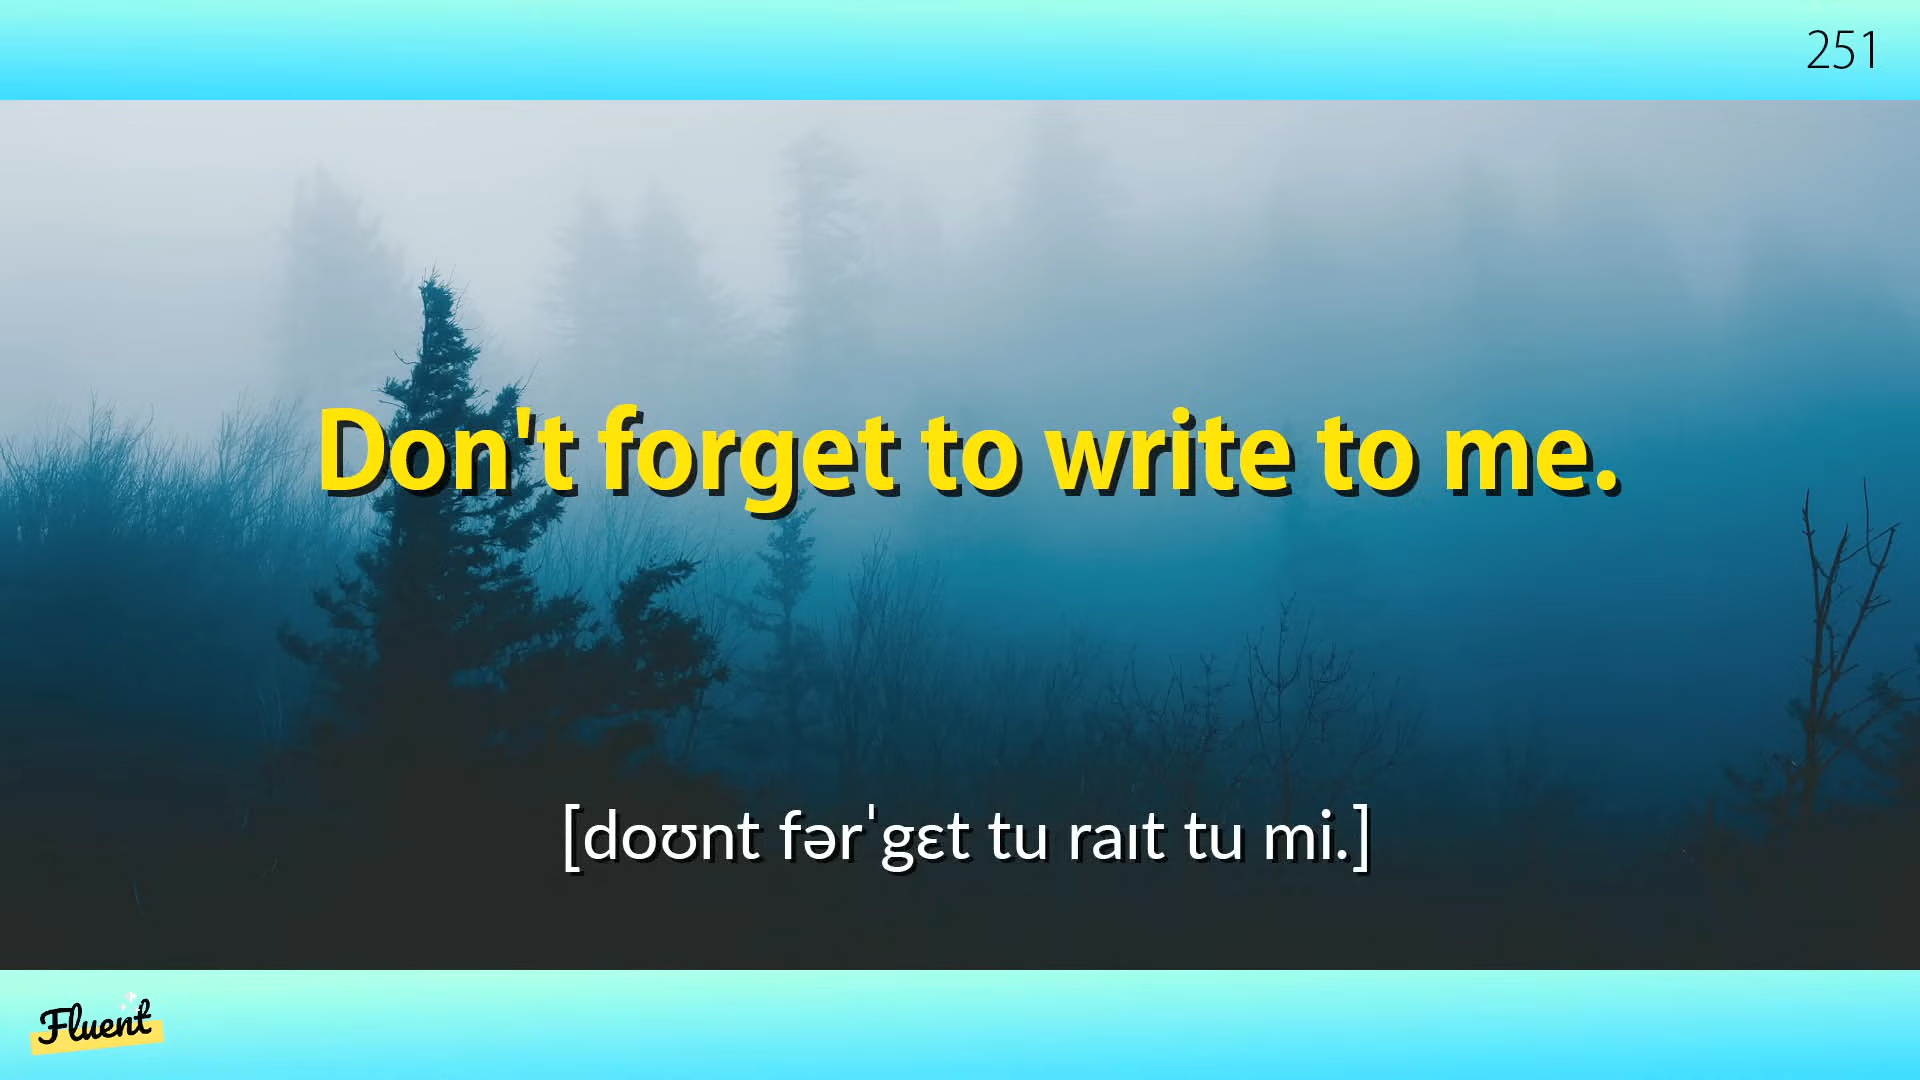 251
Don't forget to write to me.
[doʊnt fərˈgɛt tu raɪt tu mi.]
Fluent